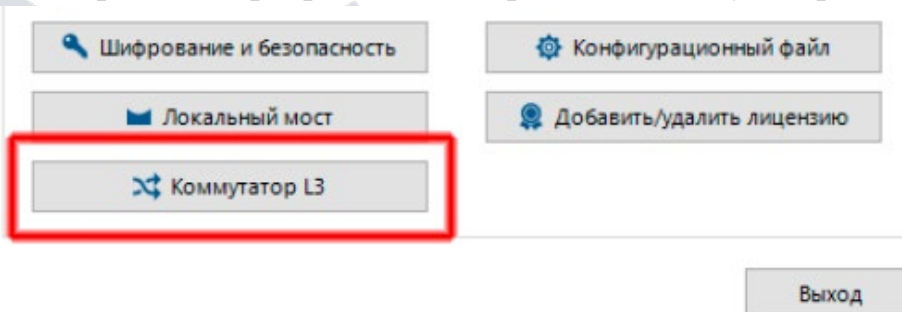 Шифрование и безопасность
Конфигурационный файл
Локальный мост
Добавить/удалить лицензию
Коммутатор L3
Выход